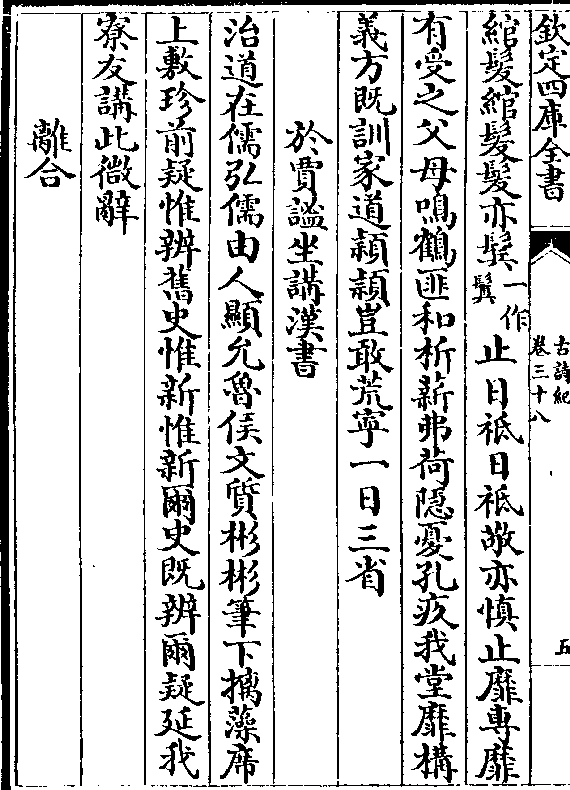 欽定四庫全書
古詩紀
卷三十八
五
綰髮綰髮髮亦鬂一作鬒止日祗日祗敬亦慎止靡專靡
有受之父母鳴鶴匪和析薪弗荷隠憂孔疚我堂靡構
義方既訓家道穎穎豈敢荒寧一日三省
於賈謐坐講漢書
治道在儒弘儒由人顯允魯侯文質彬彬筆下摛藻席
上敷珍前疑惟辨舊史惟新惟新爾史既辨爾疑延我
寮友講此微辭
離合